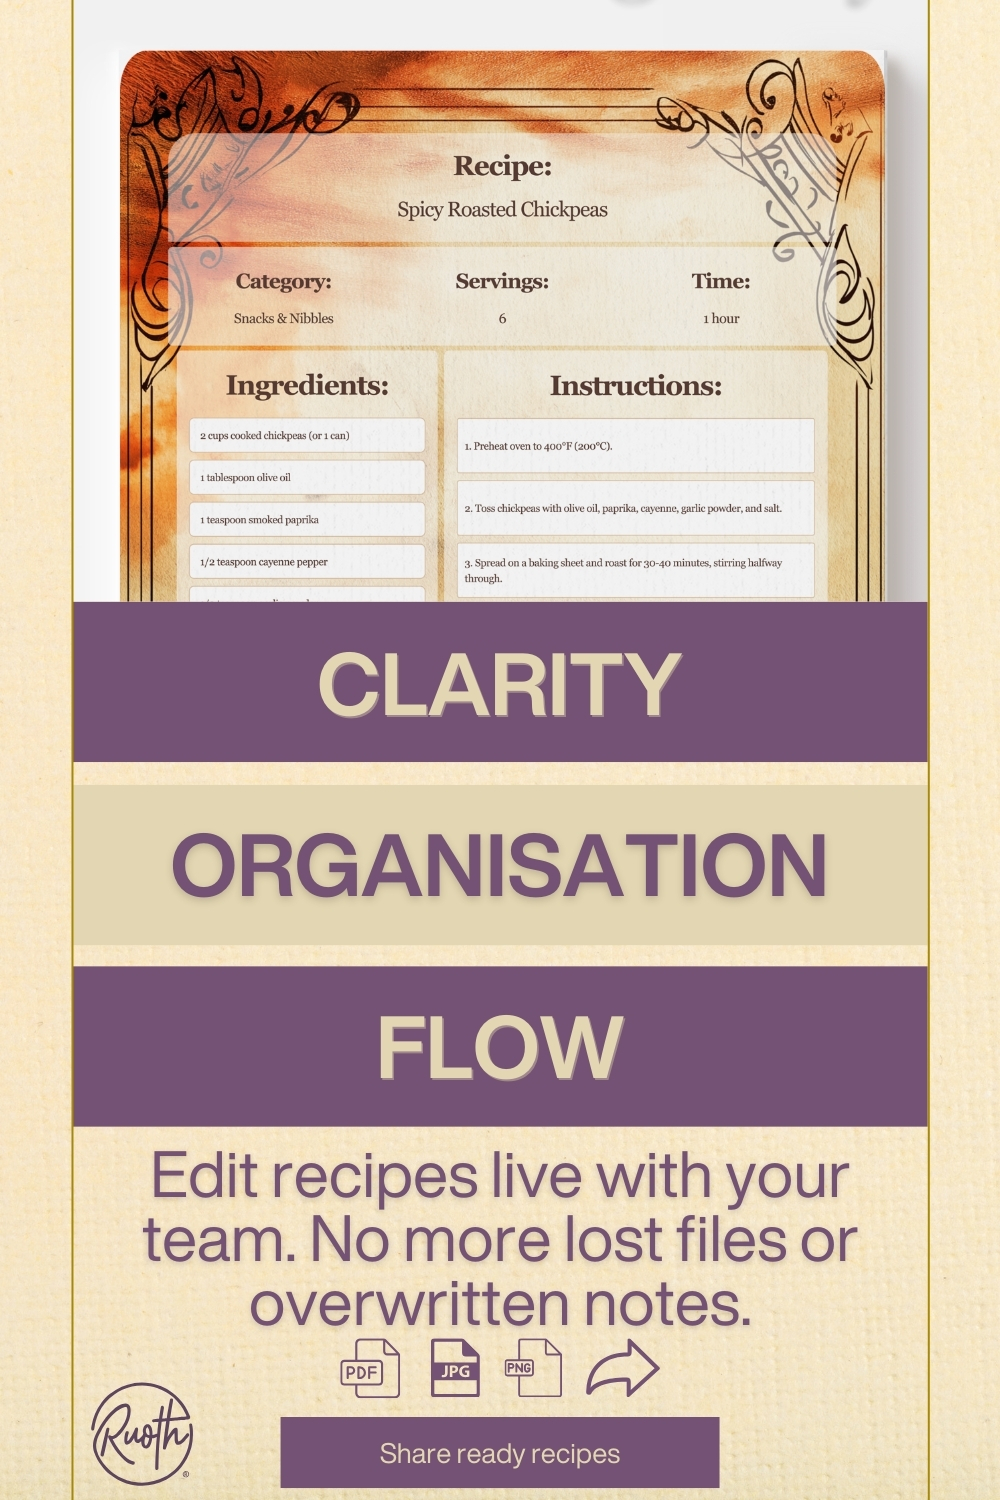 Recipe:
Spicy Roasted Chickpeas
Category:
Servings:
Time:
Snacks & Nibbles
6
1 hour
Ingredients:
2 cups cooked chickpeas (or 1 can)
1 tablespoon olive oil
1 teaspoon smoked paprika
1/2 teaspoon cayenne pepper
Instructions:
1. Preheat oven to 400°F (200°C).
2. Toss chickpeas with olive oil, paprika, cayenne, garlic powder, and salt.
3. Spread on a baking sheet and roast for 30-40 minutes, stirring halfway
through.
CLARITY
ORGANISATION
FLOW
Edit recipes live with your
team. No more lost files or
overwritten notes.
PDF
JPG
PNG
Ruoth
®
Share ready recipes